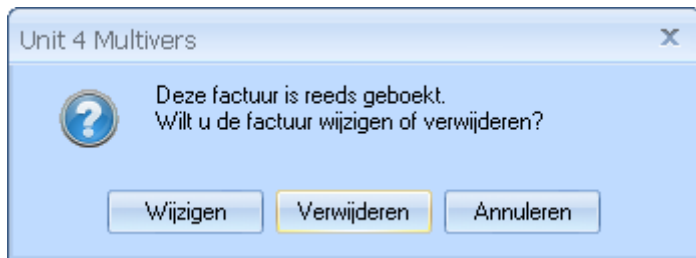 Unit 4 Multivers
Deze factuur is reeds geboekt.
Wilt u de factuur wijzigen of verwijderen?
Wijzigen Verwijderen Annuleren